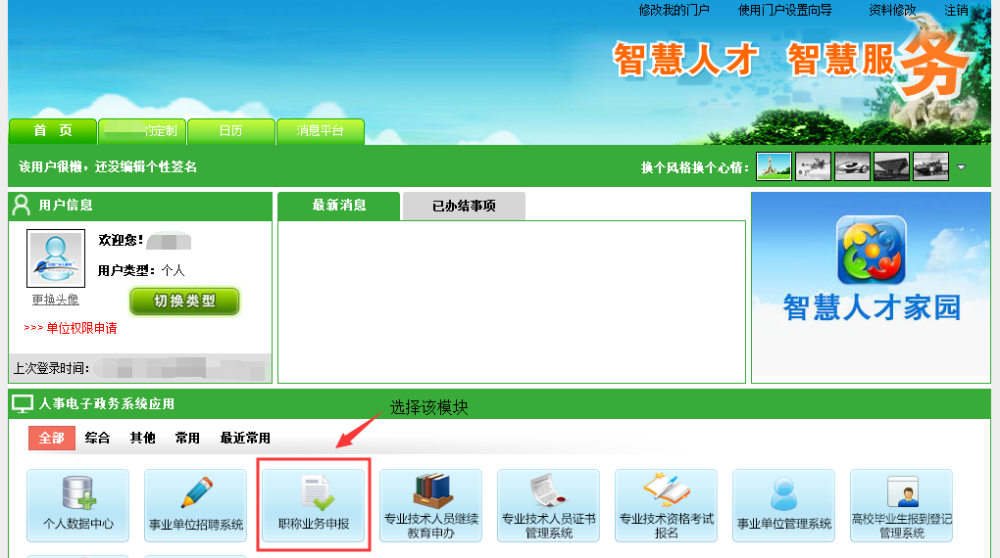 修改我的门户 使用门户设置向导 资料修改 注销
智慧人才 智慧服务
首 页 的定制 日历 消息平台
该用户很懒，还没编辑个性签名 换个风格换个心情：
用户信息 最新消息 已办结事项
欢迎您！
用户类型：个人
更换头像 切换类型
>>> 单位权限申请
上次登录时间：
智慧人才家园
人事电子政务系统应用
选择该模块
全部 综合 其他 常用 最近常用
个人数据中心
事业单位招聘系统
职称业务申报
专业技术人员继续
教育申办
专业技术人员证书
管理系统
专业技术资格考试
报名
事业单位管理系统
高校毕业生报到登记
管理系统